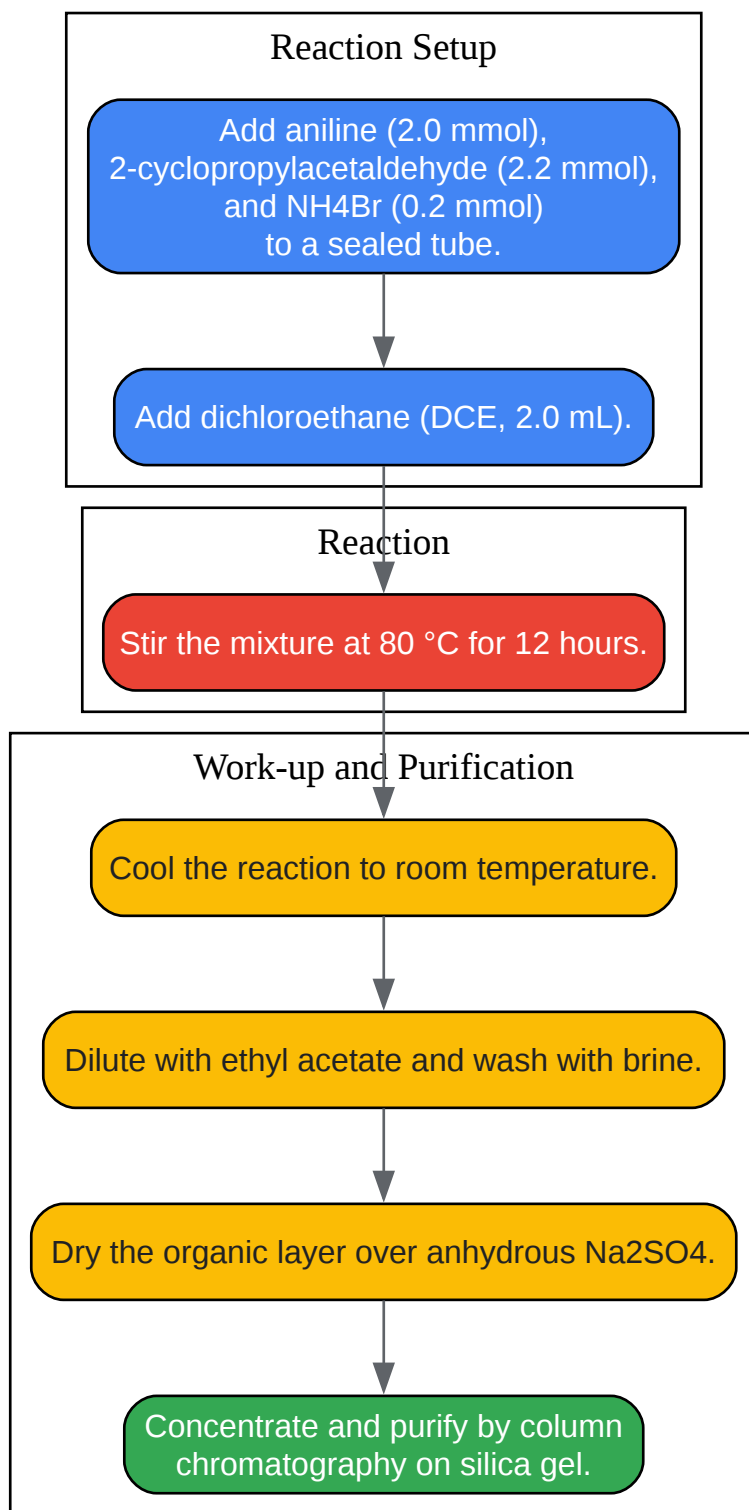 Reaction Setup
Add aniline (2.0 mmol),
2-cyclopropylacetaldehyde (2.2 mmol),
and NH4Br (0.2 mmol)
to a sealed tube.
Add dichloroethane (DCE, 2.0 mL).
Reaction
Stir the mixture at 80 °C for 12 hours.
Work-up and Purification
Cool the reaction to room temperature.
Dilute with ethyl acetate and wash with brine.
Dry the organic layer over anhydrous Na2SO4.
Concentrate and purify by column
chromatography on silica gel.